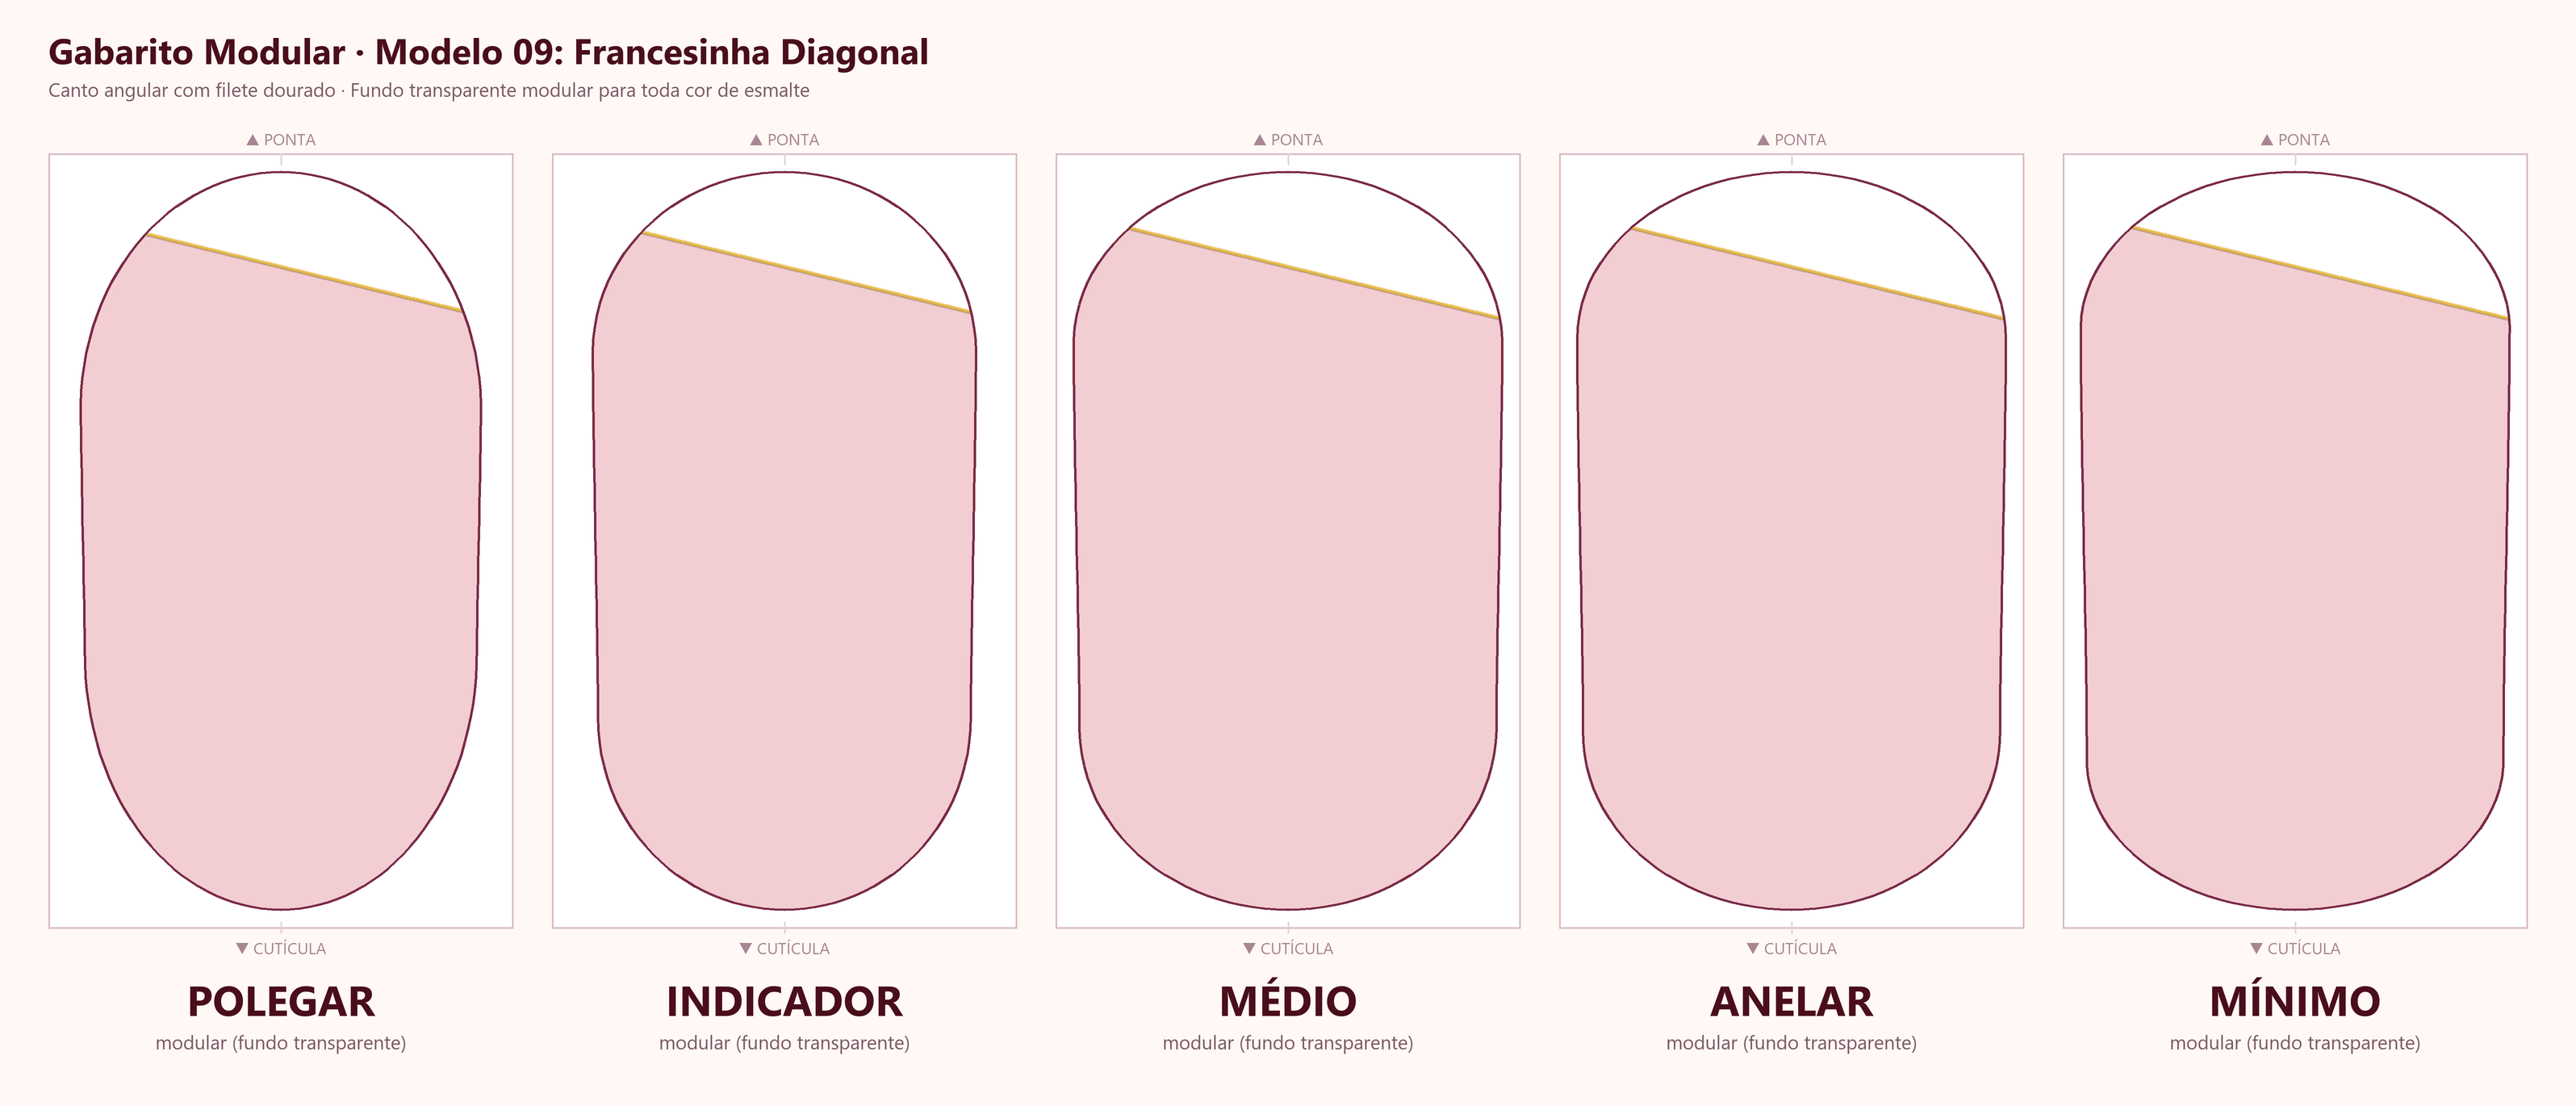 Gabarito Modular · Modelo 09: Francesinha Diagonal
Canto angular com filete dourado · Fundo transparente modular para toda cor de esmalte
▲ PONTA
▲ PONTA
▲ PONTA
▲ PONTA
▲ PONTA
▼ CUTÍCULA
▼ CUTÍCULA
▼ CUTÍCULA
▼ CUTÍCULA
▼ CUTÍCULA
POLEGAR
INDICADOR
MÉDIO
ANELAR
MÍNIMO
modular (fundo transparente)
modular (fundo transparente)
modular (fundo transparente)
modular (fundo transparente)
modular (fundo transparente)